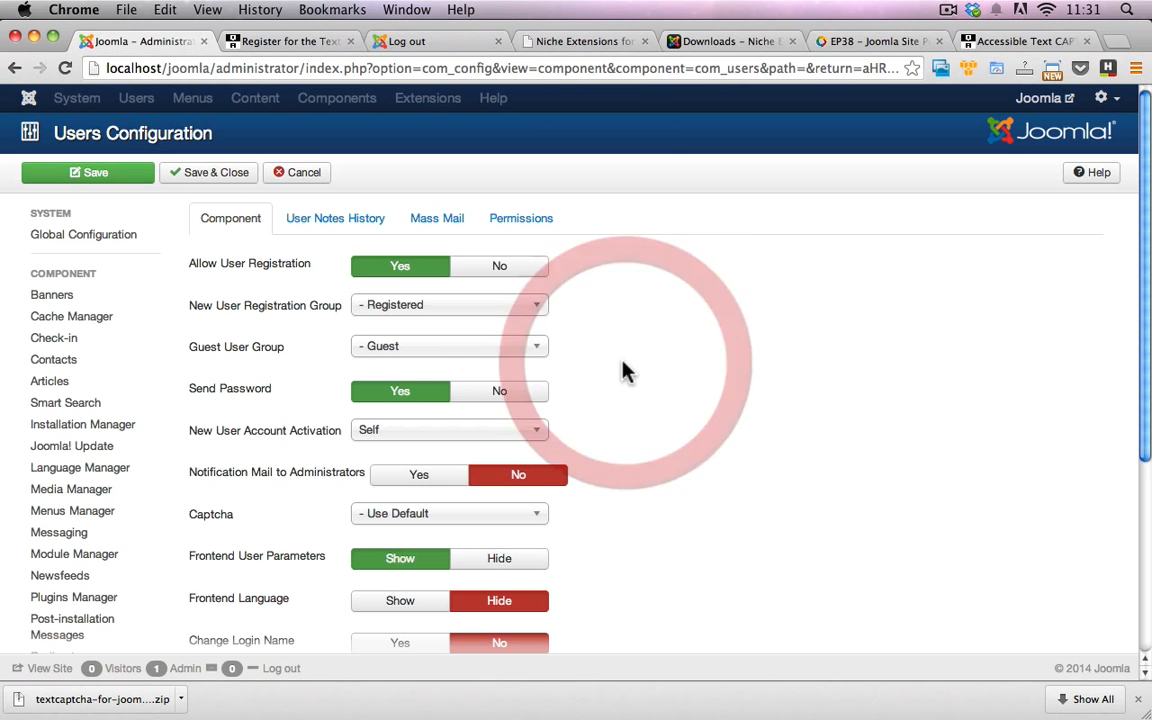 Chrome File Edit View History Bookmarks Window Help 11:31
Joomla - Administra Register for the Text Log out Niche Extensions for Downloads – Niche E EP38 – Joomla Site P Accessible Text CAP
localhost/joomla/administrator/index.php?option=com_config&view=component&component=com_users&path=&return=aHR... NEW H
System Users Menus Content Components Extensions Help Joomla
Users Configuration Joomla!
Save Save & Close Cancel Help
SYSTEM
Global Configuration
COMPONENT
Banners
Cache Manager
Check-in
Contacts
Articles
Smart Search
Installation Manager
Joomla! Update
Language Manager
Media Manager
Menus Manager
Messaging
Module Manager
Newsfeeds
Plugins Manager
Post-installation
Messages
Component User Notes History Mass Mail Permissions
Allow User Registration Yes No
New User Registration Group - Registered
Guest User Group - Guest
Send Password Yes No
New User Account Activation Self
Notification Mail to Administrators Yes No
Captcha - Use Default
Frontend User Parameters Show Hide
Frontend Language Show Hide
Change Login Name Yes No
View Site 0 Visitors 1 Admin 0 Log out © 2014 Joomla
textcaptcha-for-joom....zip Show All